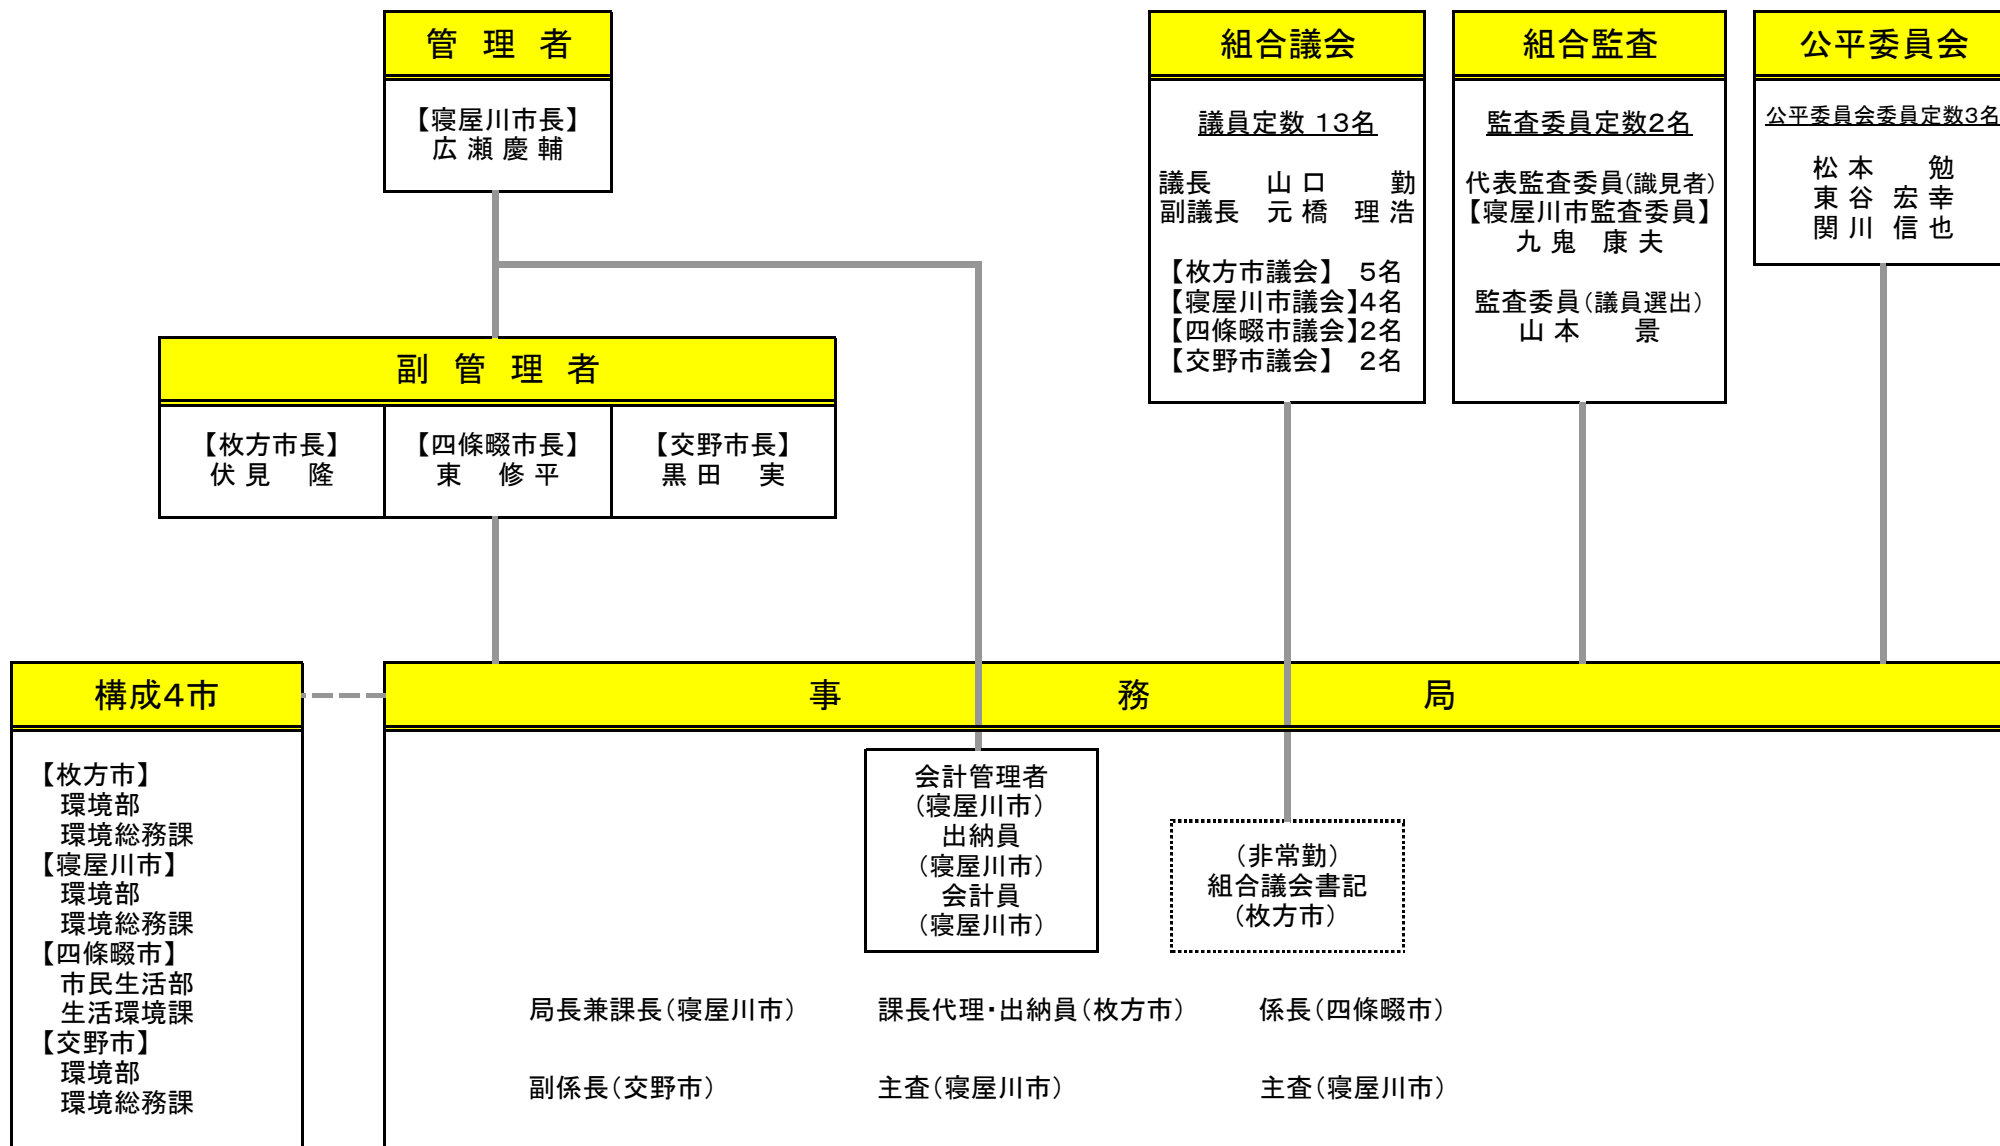 管 理 者
【寝屋川市長】
広 瀬 慶 輔
副 管 理 者
【枚方市長】
伏 見 隆
【四條畷市長】
東 修 平
【交野市長】
黒 田 実
組合議会
議員定数 13名
議長 山 口 勤
副議長 元 橋 理 浩
【枚方市議会】 5名
【寝屋川市議会】4名
【四條畷市議会】2名
【交野市議会】 2名
組合監査
監査委員定数2名
代表監査委員(識見者)
【寝屋川市監査委員】
九 鬼 康 夫
監査委員(議員選出)
山 本 景
公平委員会
公平委員会委員定数3名
松 本 勉
東 谷 宏 幸
関 川 信 也
構成4市
【枚方市】
環境部
環境総務課
【寝屋川市】
環境部
環境総務課
【四條畷市】
市民生活部
生活環境課
【交野市】
環境部
環境総務課
事 務 局
会計管理者
(寝屋川市)
出納員
(寝屋川市)
会計員
(寝屋川市)
(非常勤)
組合議会書記
(枚方市)
局長兼課長(寝屋川市) 課長代理・出納員(枚方市) 係長(四條畷市)
副係長(交野市) 主査(寝屋川市) 主査(寝屋川市)